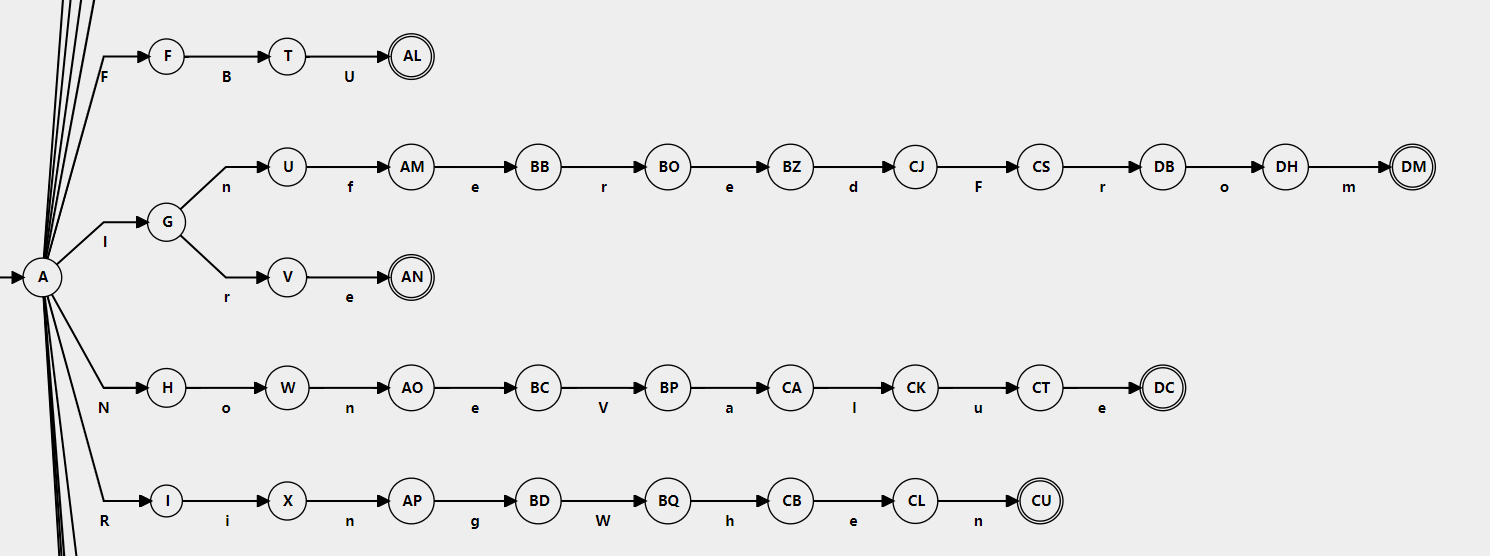 F T AL
F B U
U AM BB BO BZ CJ CS DB DH DM
n f e r e d F r o m
G
I
A V AN
r e
H W AO BC BP CA CK CT DC
N o n e V a l u e
I X AP BD BQ CB CL CU
R i n g W h e n